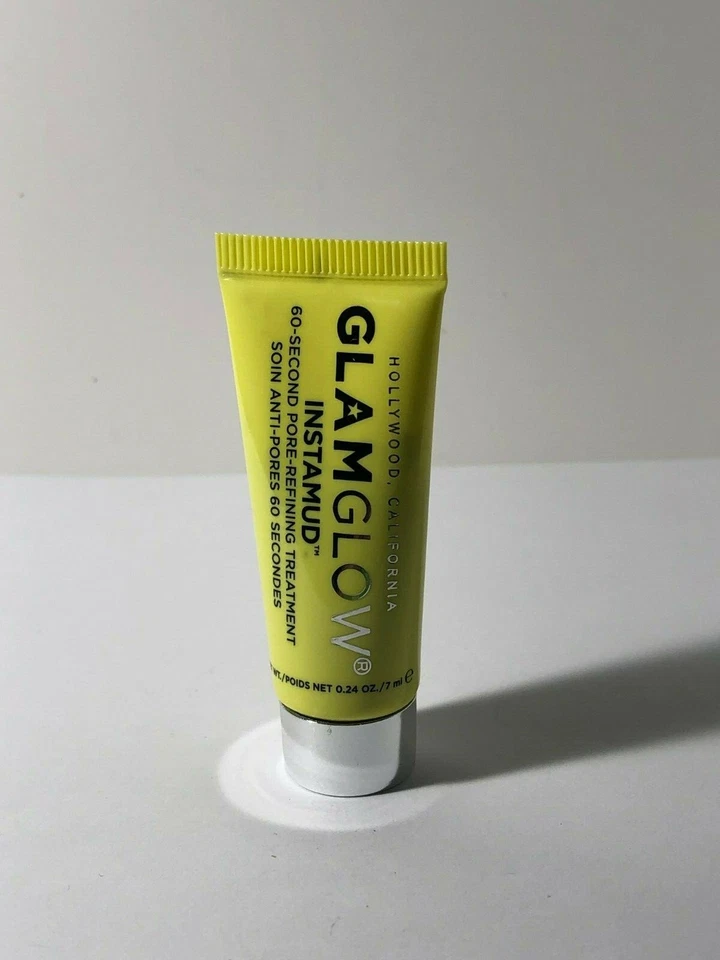 HOLLYWOOD, CALIFORNIA
GLAMGLOW®
INSTAMUD™
60-SECOND PORE-REFINING TREATMENT
SOIN ANTI-PORES 60 SECONDES
WT./POIDS NET 0.24 OZ./7 ml ℮